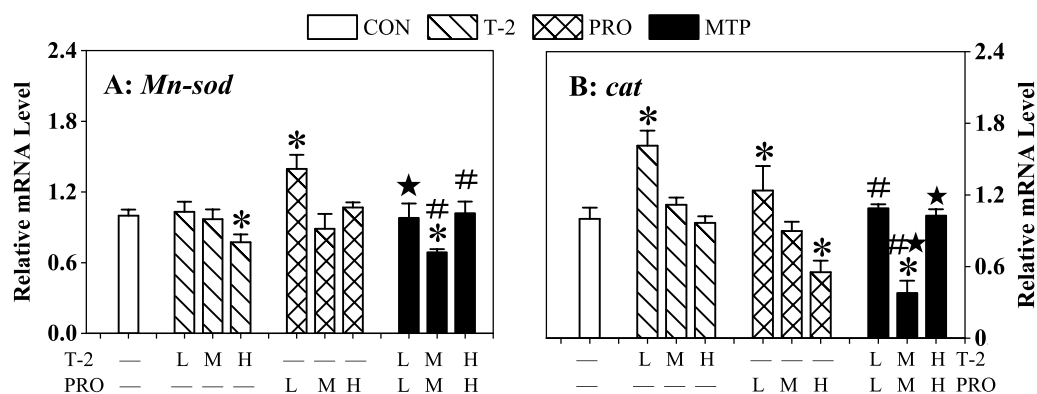 CON T-2 PRO MTP
A: Mn-sod
B: cat
Relative mRNA Level
2.4
1.8
1.2
0.6
0.0
* * ★ # * #
* * * # #★ * ★
2.4
1.8
1.2
0.6
0
Relative mRNA Level
T-2 — L M H — — — L M H
PRO — — — — L M H L M H
— L M H — — — L M H T-2
— — — — L M H L M H PRO